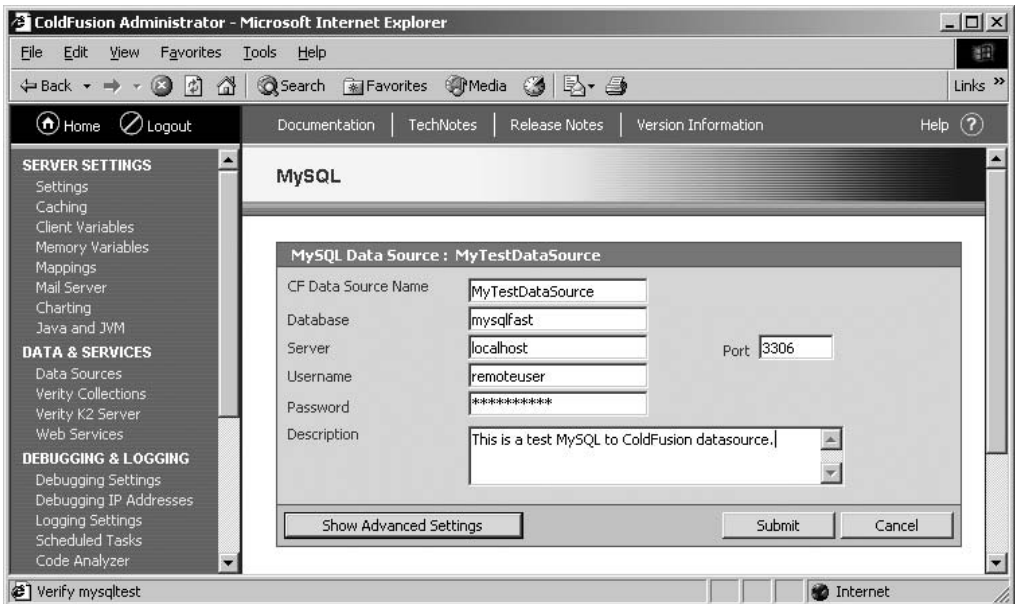 ColdFusion Administrator - Microsoft Internet Explorer
File Edit View Favorites Tools Help
Back Search Favorites Media Links »
Home Logout
Documentation | TechNotes | Release Notes | Version Information Help ?
SERVER SETTINGS
Settings
Caching
Client Variables
Memory Variables
Mappings
Mail Server
Charting
Java and JVM
DATA & SERVICES
Data Sources
Verity Collections
Verity K2 Server
Web Services
DEBUGGING & LOGGING
Debugging Settings
Debugging IP Addresses
Logging Settings
Scheduled Tasks
Code Analyzer
MySQL
MySQL Data Source : MyTestDataSource
CF Data Source Name MyTestDataSource
Database mysqlfast
Server localhost Port 3306
Username remoteuser
Password **********
Description This is a test MySQL to ColdFusion datasource.
Show Advanced Settings Submit Cancel
Verify mysqltest Internet